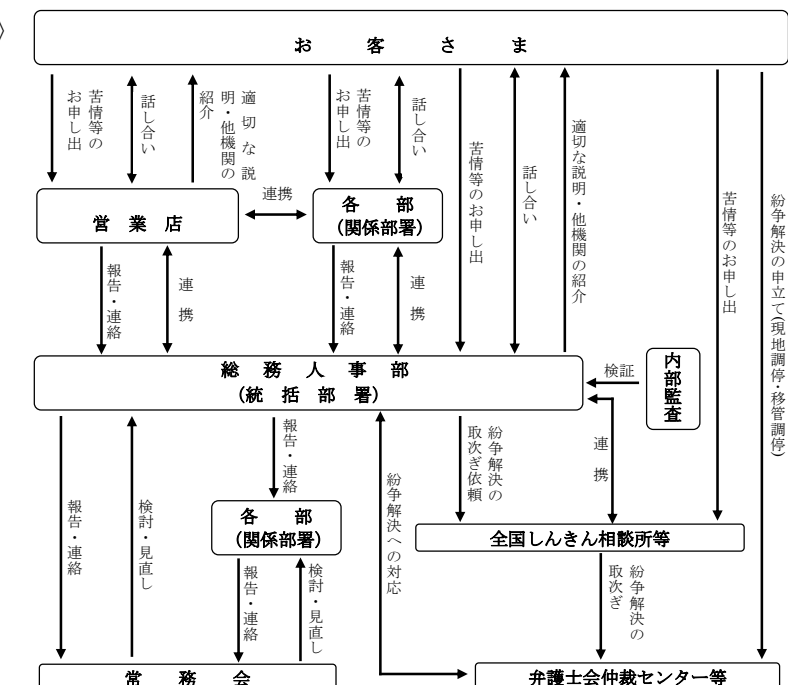 〉
お客さま
苦情等の
お申し出
話し合い
適切な説
明・他機関の
紹介
苦情等の
お申し出
話し合い
苦情等のお申し出
話し合い
適切な説明・他機関の紹介
苦情等のお申し出
紛争解決の申立て(現地調停・移管調停)
営業店
連携
各部
(関係部署)
報告・連絡
連携
報告・連絡
連携
総務人事部
(統括部署)
検証
内部監査
報告・連絡
検討・見直し
報告・連絡
紛争解決への対応
紛争解決の
取次ぎ依頼
連携
各部
(関係部署)
全国しんきん相談所等
報告・連絡
検討・見直し
紛争解決の
取次ぎ
常務会
弁護士会仲裁センター等